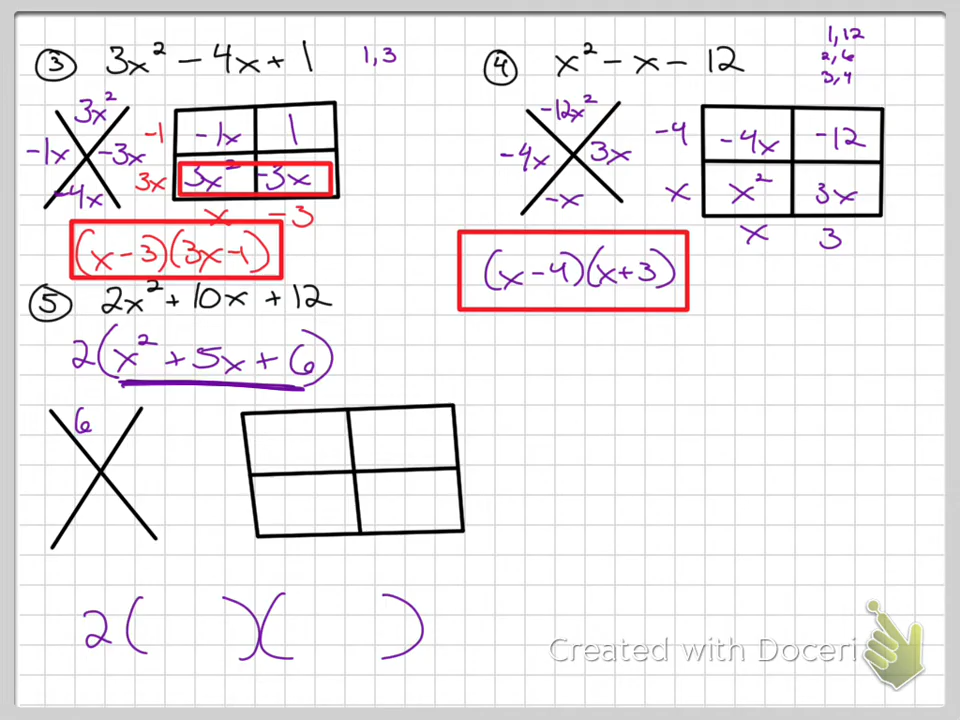 ③ 3x² - 4x + 1
1, 3
3x²
-1x
-3x
-4x
-1
-1x
1
3x
3x²
-3x
x
-3
(x-3)(3x-1)
④ x² - x - 12
1, 12
2, 6
3, 4
-12x²
-4x
3x
-x
-4
-4x
-12
x
x²
3x
x
3
(x-4)(x+3)
⑤ 2x² + 10x + 12
2(x² + 5x + 6)
6
2( )( )
Created with Doceri